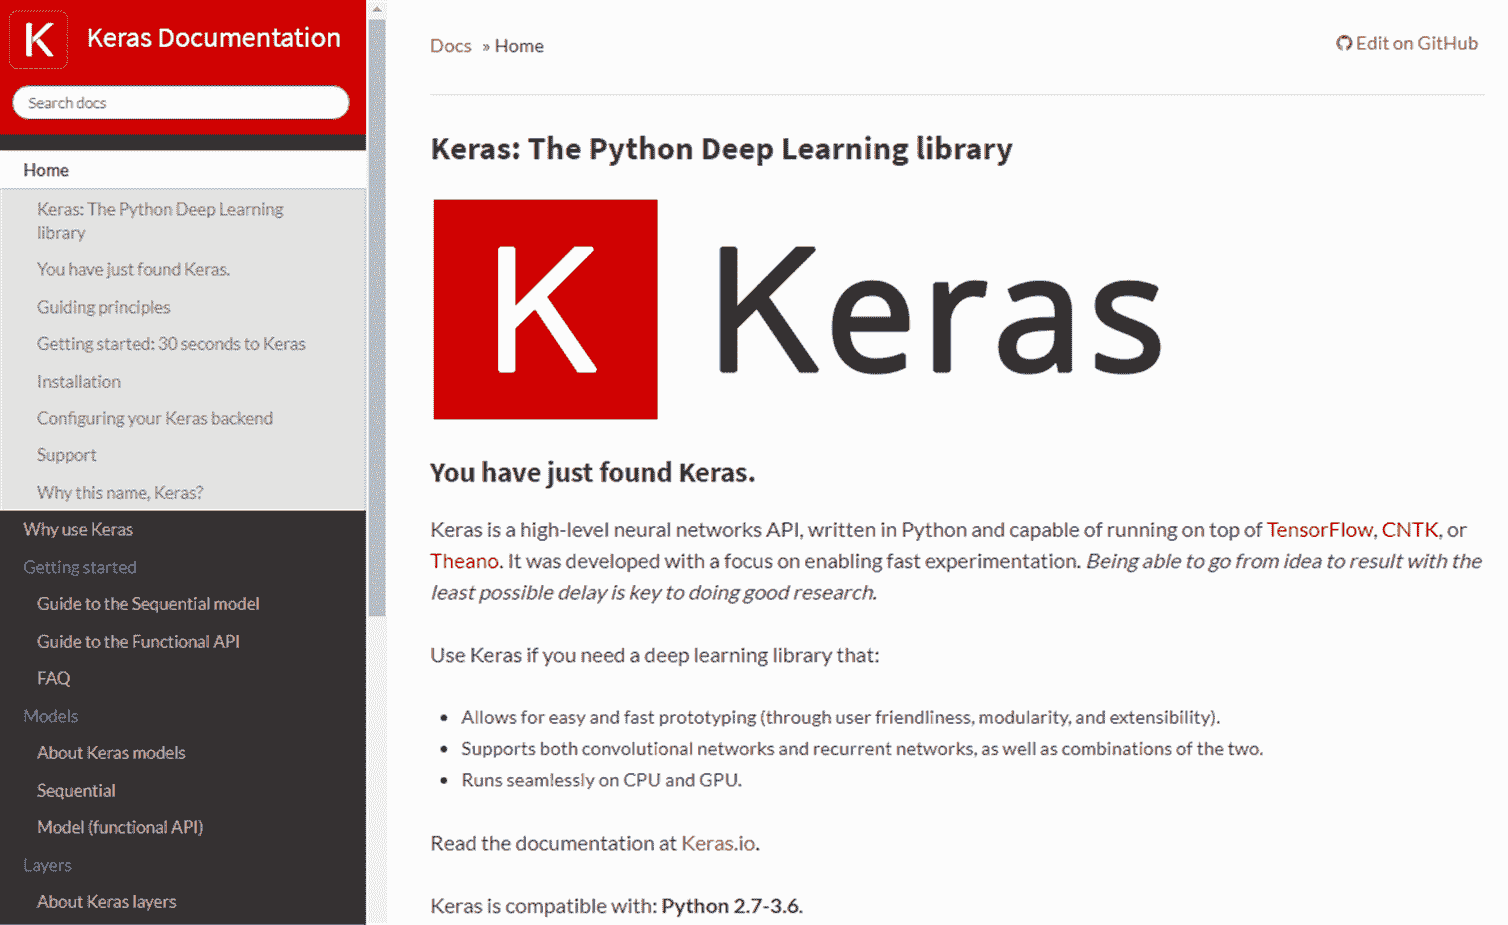 K Keras Documentation
Search docs
Home
Keras: The Python Deep Learning
library
You have just found Keras.
Guiding principles
Getting started: 30 seconds to Keras
Installation
Configuring your Keras backend
Support
Why this name, Keras?
Why use Keras
Getting started
Guide to the Sequential model
Guide to the Functional API
FAQ
Models
About Keras models
Sequential
Model (functional API)
Layers
About Keras layers
Docs » Home
Edit on GitHub
Keras: The Python Deep Learning library
K Keras
You have just found Keras.
Keras is a high-level neural networks API, written in Python and capable of running on top of TensorFlow, CNTK, or
Theano. It was developed with a focus on enabling fast experimentation. Being able to go from idea to result with the
least possible delay is key to doing good research.
Use Keras if you need a deep learning library that:
• Allows for easy and fast prototyping (through user friendliness, modularity, and extensibility).
• Supports both convolutional networks and recurrent networks, as well as combinations of the two.
• Runs seamlessly on CPU and GPU.
Read the documentation at Keras.io.
Keras is compatible with: Python 2.7-3.6.